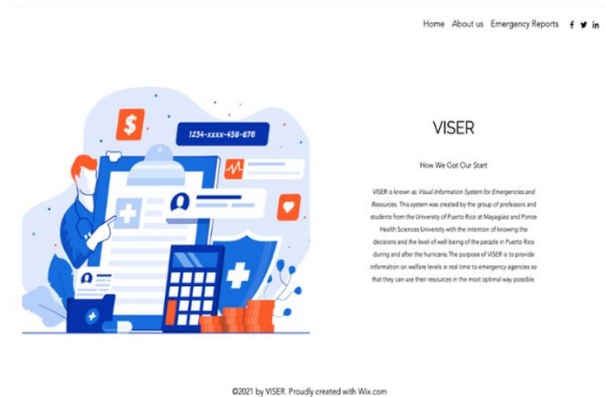 Home About us Emergency Reports f in
1234-xxxx-456-678
$
VISER
How We Got Our Start
VISER is known as Visual Information System for Emergencies and
Resources. This system was created by the group of professors and
students from the University of Puerto Rico at Mayagüez and Ponce
Health Sciences University with the intention of knowing the
decisions and the level of well-being of the people in Puerto Rico
during and after the hurricane. The purpose of VISER is to provide
information on welfare levels in real time to emergency agencies so
that they can use their resources in the most optimal way possible.
©2021 by VISER. Proudly created with Wix.com